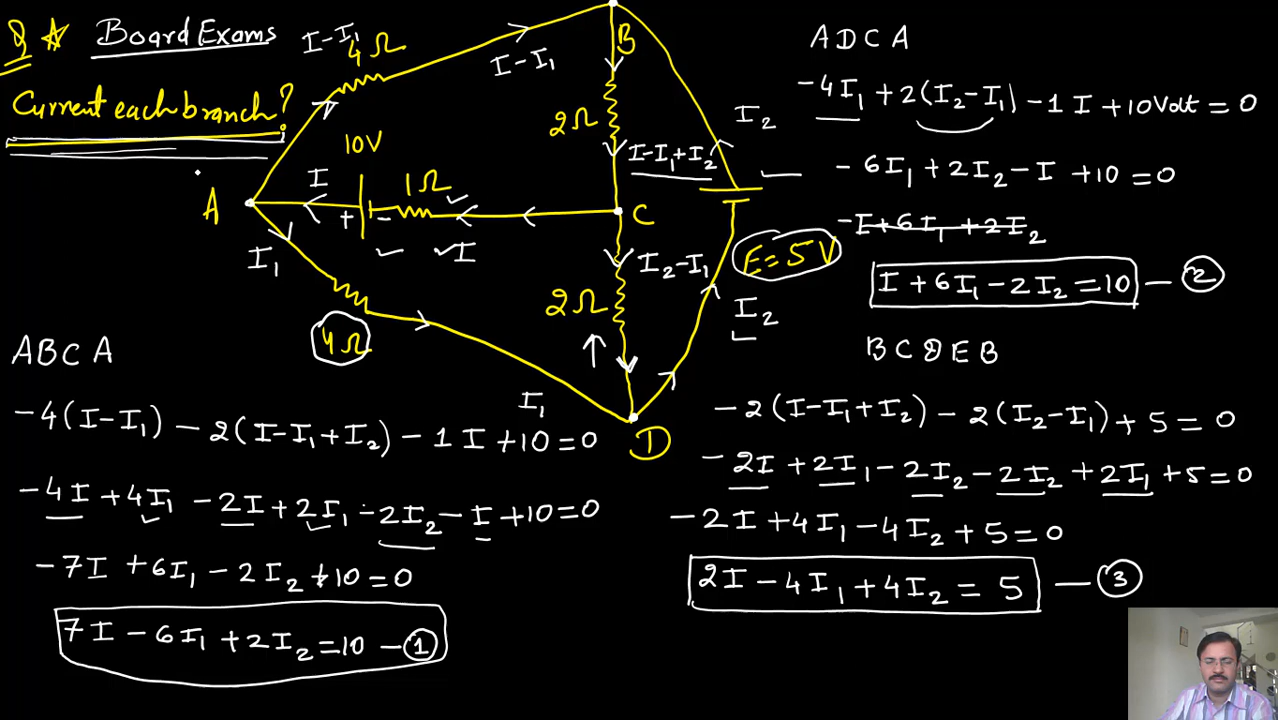 Q ☆ Board Exams
Current each branch?
I-I₁
4Ω
I-I₁
B
2Ω
I₂
10V
I
1Ω
I-I₁+I₂
A
+
-
C
I₁
I
I₂-I₁
E=5V
2Ω
I₂
4Ω
I₁
D
ABCA
-4(I-I₁) - 2(I-I₁+I₂) - 1I +10=0
-4I +4I₁ -2I +2I₁ -2I₂ -I +10=0
-7I +6I₁ -2I₂ +10=0
7I -6I₁ +2I₂ =10 - ①
ADCA
-4I₁ +2(I₂-I₁) -1I +10Volt =0
-6I₁ +2I₂ -I +10 =0
-I+6I₁ +2I₂
I +6I₁ -2I₂ =10 - ②
BCDEB
-2(I-I₁+I₂) - 2(I₂-I₁) + 5 = 0
-2I +2I₁ -2I₂ -2I₂ +2I₁ +5=0
-2I +4I₁ -4I₂ +5=0
2I -4I₁ +4I₂ = 5 - ③